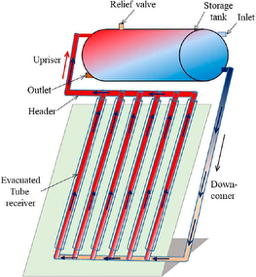 Relief valve
Storage
tank
Inlet
Upriser
Outlet
Header
Evacuated
Tube
receiver
Down-
comer